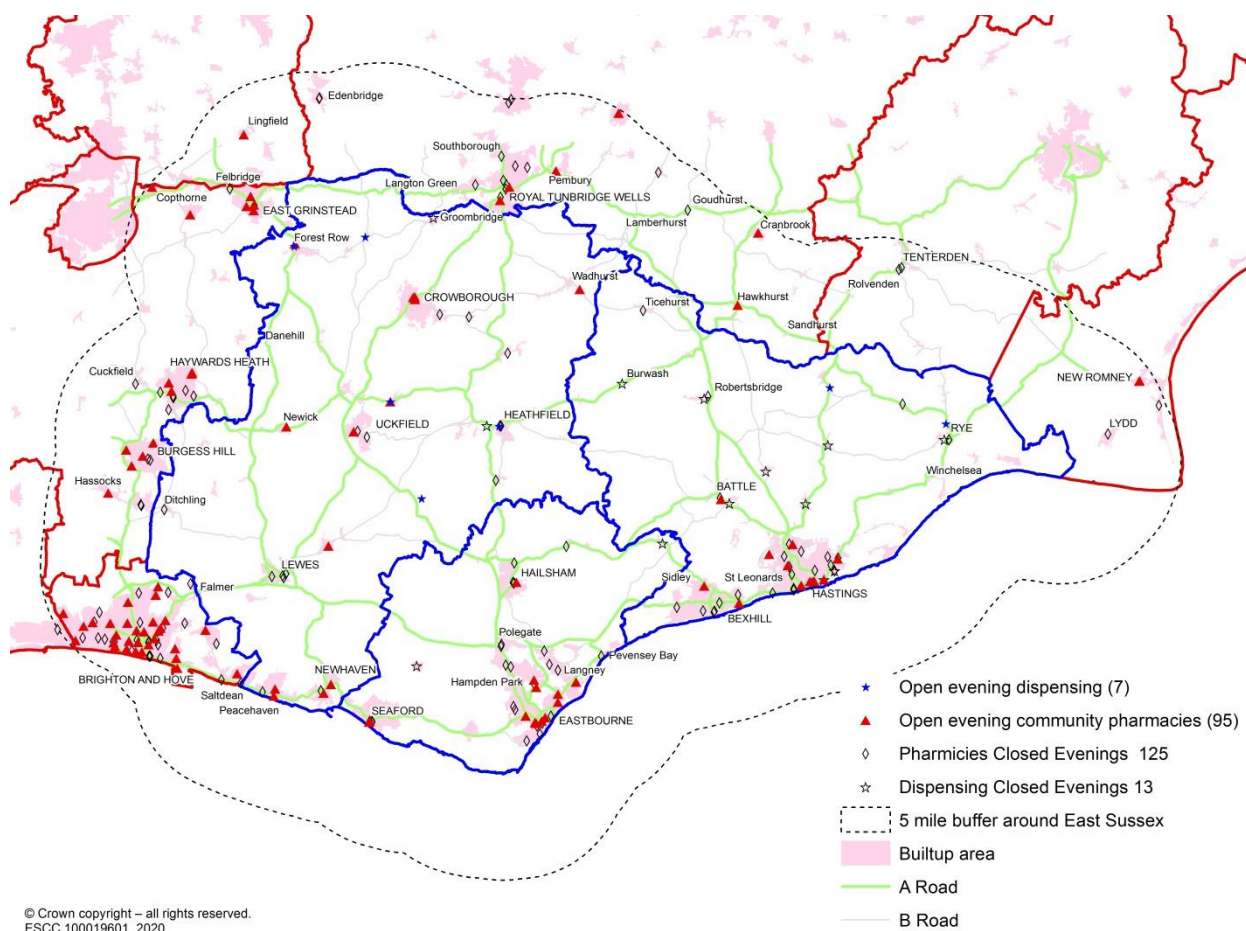 Edenbridge
Lingfield
Southborough
Felbridge
Langton Green
Pembury
Copthorne
ROYAL TUNBRIDGE WELLS
EAST GRINSTEAD
Goudhurst
Groombridge
Lamberhurst
Cranbrook
Forest Row
TENTERDEN
Wadhurst
Rolvenden
CROWBOROUGH
Ticehurst
Hawkhurst
Sandhurst
Danehill
HAYWARDS HEATH
Cuckfield
Burwash
NEW ROMNEY
Robertsbridge
Newick
HEATHFIELD
UCKFIELD
RYE
LYDD
BURGESS HILL
Winchelsea
Hassocks
Ditchling
BATTLE
LEWES
HAILSHAM
Falmer
Sidley
St Leonards
HASTINGS
BEXHILL
Polegate
Pevensey Bay
Langney
NEWHAVEN
Hampden Park
BRIGHTON AND HOVE
Saltdean
Peacehaven
SEAFORD
EASTBOURNE
Open evening dispensing (7)
Open evening community pharmacies (95)
Pharmicies Closed Evenings 125
Dispensing Closed Evenings 13
5 mile buffer around East Sussex
Builtup area
A Road
B Road
© Crown copyright – all rights reserved.
ESCC 100019601, 2020